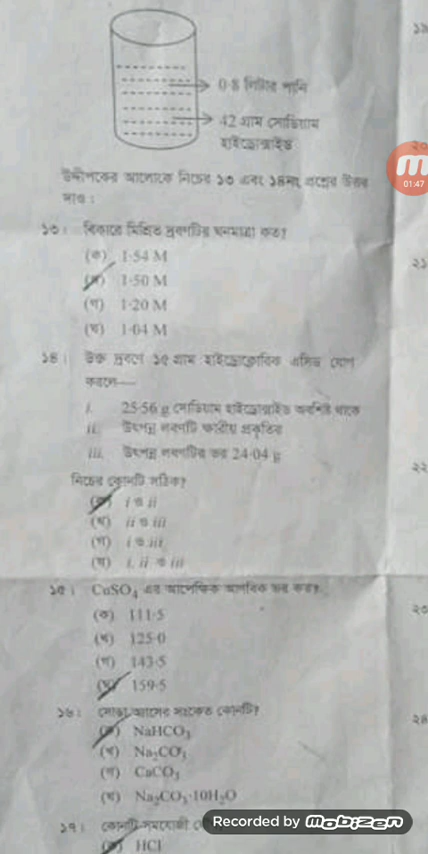 0·8 লিটার পানি
42 গ্রাম সোডিয়াম
হাইড্রোক্সাইড
উদ্দীপকের আলোকে নিচের ১৩ এবং ১৪নং প্রশ্নের উত্তর
দাও :
১৩। বিকারে মিশ্রিত দ্রবণটির ঘনমাত্রা কত?
(ক) 1·54 M
(খ) 1·50 M
(গ) 1·20 M
(ঘ) 1·04 M
১৪। উক্ত দ্রবণে ১৫ গ্রাম হাইড্রোক্লোরিক এসিড যোগ
করলে—
i. 25·56 g সোডিয়াম হাইড্রোক্সাইড অবশিষ্ট থাকে
ii. উৎপন্ন লবণটি ক্ষারীয় প্রকৃতির
iii. উৎপন্ন লবণটির ভর 24·04 g
নিচের কোনটি সঠিক?
(ক) i ও ii
(খ) ii ও iii
(গ) i ও iii
(ঘ) i, ii ও iii
১৫। CuSO₄ এর আপেক্ষিক আণবিক ভর কত?
(ক) 111·5
(খ) 125·0
(গ) 143·5
(ঘ) 159·5
১৬। সোডা অ্যাসের সংকেত কোনটি?
(ক) NaHCO₃
(খ) Na₂CO₃
(গ) CaCO₃
(ঘ) Na₂CO₃·10H₂O
১৭। কোনটি সমযোজী
(ক) HCl
১৯
২০
২১
২২
২৩
২৪
01:47
Recorded by mobizen